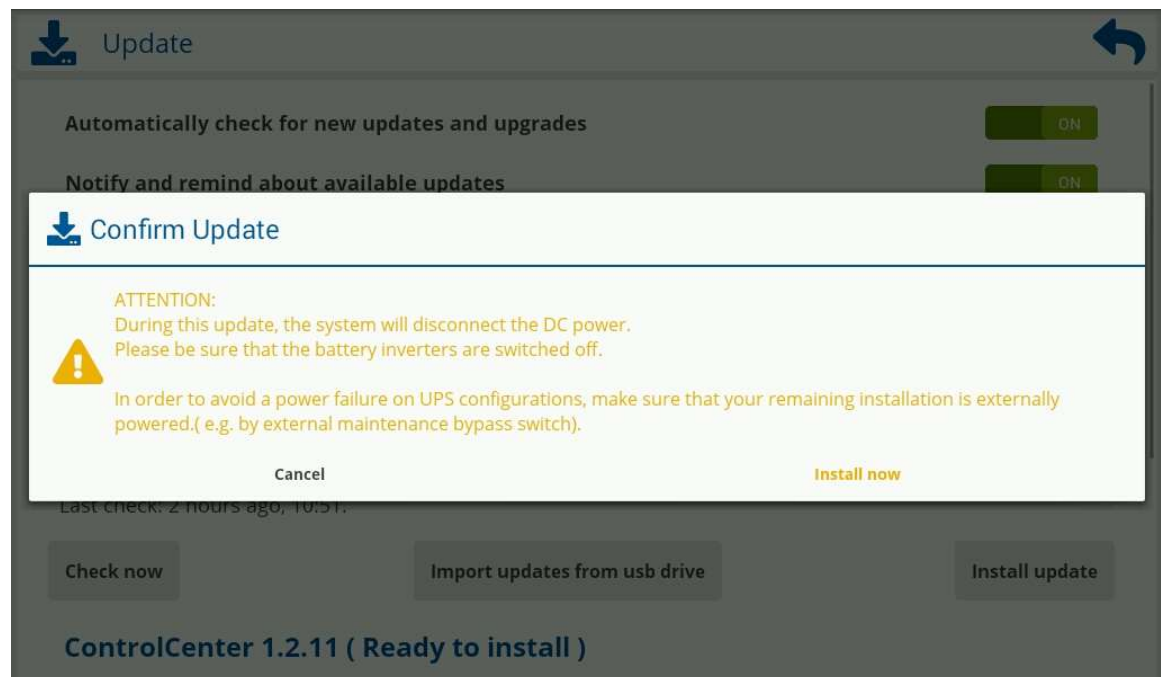 Update
Automatically check for new updates and upgrades
ON
Notify and remind about available updates
ON
Confirm Update
ATTENTION:
During this update, the system will disconnect the DC power.
Please be sure that the battery inverters are switched off.
In order to avoid a power failure on UPS configurations, make sure that your remaining installation is externally
powered.( e.g. by external maintenance bypass switch).
Cancel
Install now
Last check: 2 hours ago, 10:51.
Check now
Import updates from usb drive
Install update
ControlCenter 1.2.11 ( Ready to install )